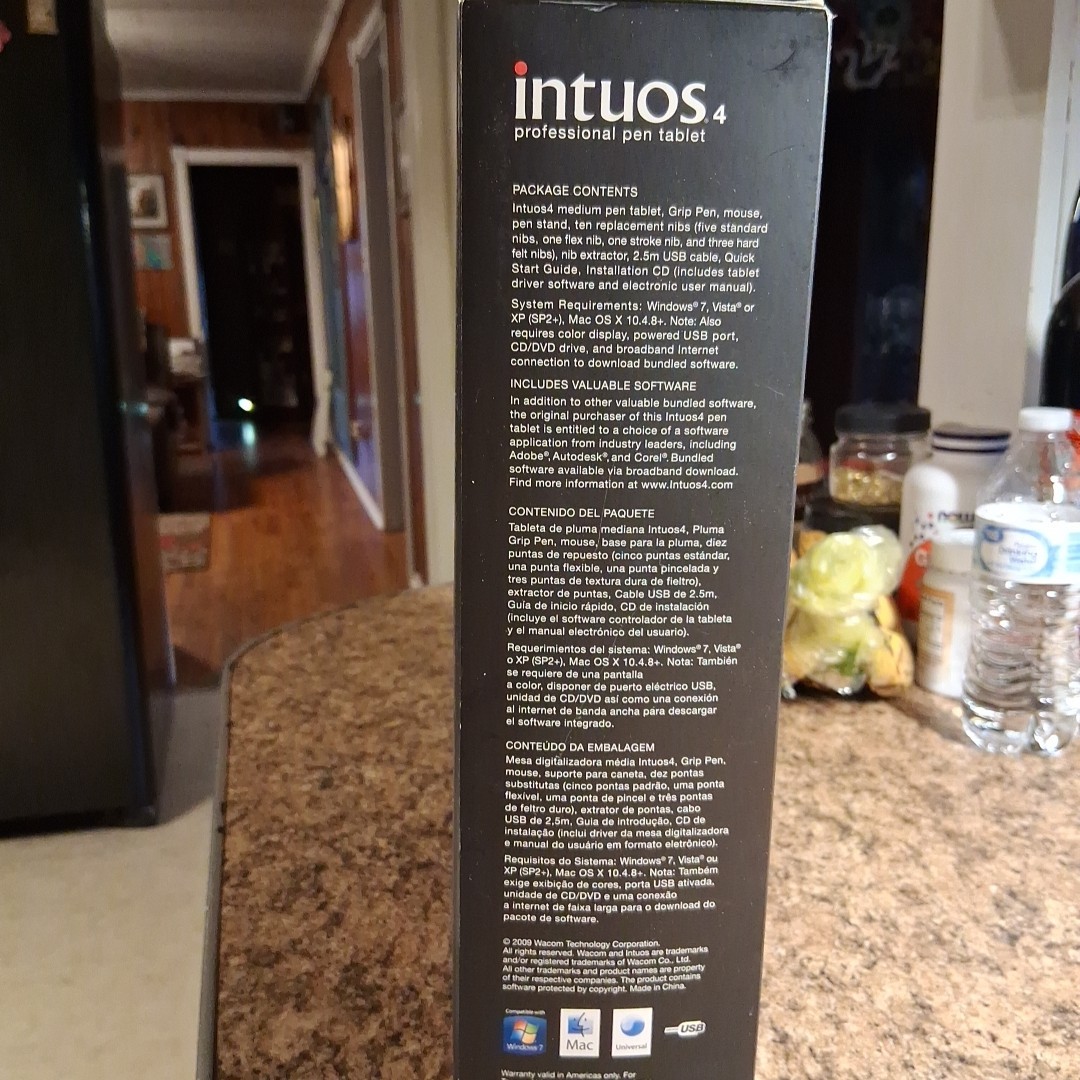 intuos®4
professional pen tablet
PACKAGE CONTENTS
Intuos4 medium pen tablet, Grip Pen, mouse,
pen stand, ten replacement nibs (five standard
nibs, one flex nib, one stroke nib, and three hard
felt nibs), nib extractor, 2.5m USB cable, Quick
Start Guide, Installation CD (includes tablet
driver software and electronic user manual).
System Requirements: Windows® 7, Vista® or
XP (SP2+), Mac OS X 10.4.8+. Note: Also
requires color display, powered USB port,
CD/DVD drive, and broadband Internet
connection to download bundled software.
INCLUDES VALUABLE SOFTWARE
In addition to other valuable bundled software,
the original purchaser of this Intuos4 pen
tablet is entitled to a choice of a software
application from industry leaders, including
Adobe®, Autodesk®, and Corel®. Bundled
software available via broadband download.
Find more information at www.Intuos4.com
CONTENIDO DEL PAQUETE
Tableta de pluma mediana Intuos4, Pluma
Grip Pen, mouse, base para la pluma, diez
puntas de repuesto (cinco puntas estándar,
una punta flexible, una punta pincelada y
tres puntas de textura dura de fieltro),
extractor de puntas, Cable USB de 2.5m,
Guía de inicio rápido, CD de instalación
(incluye el software controlador de la tableta
y el manual electrónico del usuario).
Requerimientos del sistema: Windows® 7, Vista®
o XP (SP2+), Mac OS X 10.4.8+. Nota: También
se requiere de una pantalla
a color, disponer de puerto eléctrico USB,
unidad de CD/DVD así como una conexión
al internet de banda ancha para descargar
el software integrado.
CONTEÚDO DA EMBALAGEM
Mesa digitalizadora média Intuos4, Grip Pen,
mouse, suporte para caneta, dez pontas
substitutas (cinco pontas padrão, uma ponta
flexível, uma ponta de pincel e três pontas
de feltro duro), extrator de pontas, cabo
USB de 2,5m, Guia de introdução, CD de
instalação (inclui driver da mesa digitalizadora
e manual do usuário em formato eletrônico).
Requisitos do Sistema: Windows® 7, Vista® ou
XP (SP2+), Mac OS X 10.4.8+. Nota: Também
exige exibição de cores, porta USB ativada,
unidade de CD/DVD e uma conexão
a internet de faixa larga para o download do
pacote de software.
© 2009 Wacom Technology Corporation.
All rights reserved. Wacom and Intuos are trademarks
and/or registered trademarks of Wacom Co., Ltd.
All other trademarks and product names are property
of their respective companies. The product contains
software protected by copyright. Made in China.
Compatible with
Windows 7
Mac
Universal
USB
Warranty valid in Americas only. For
now
Drinking